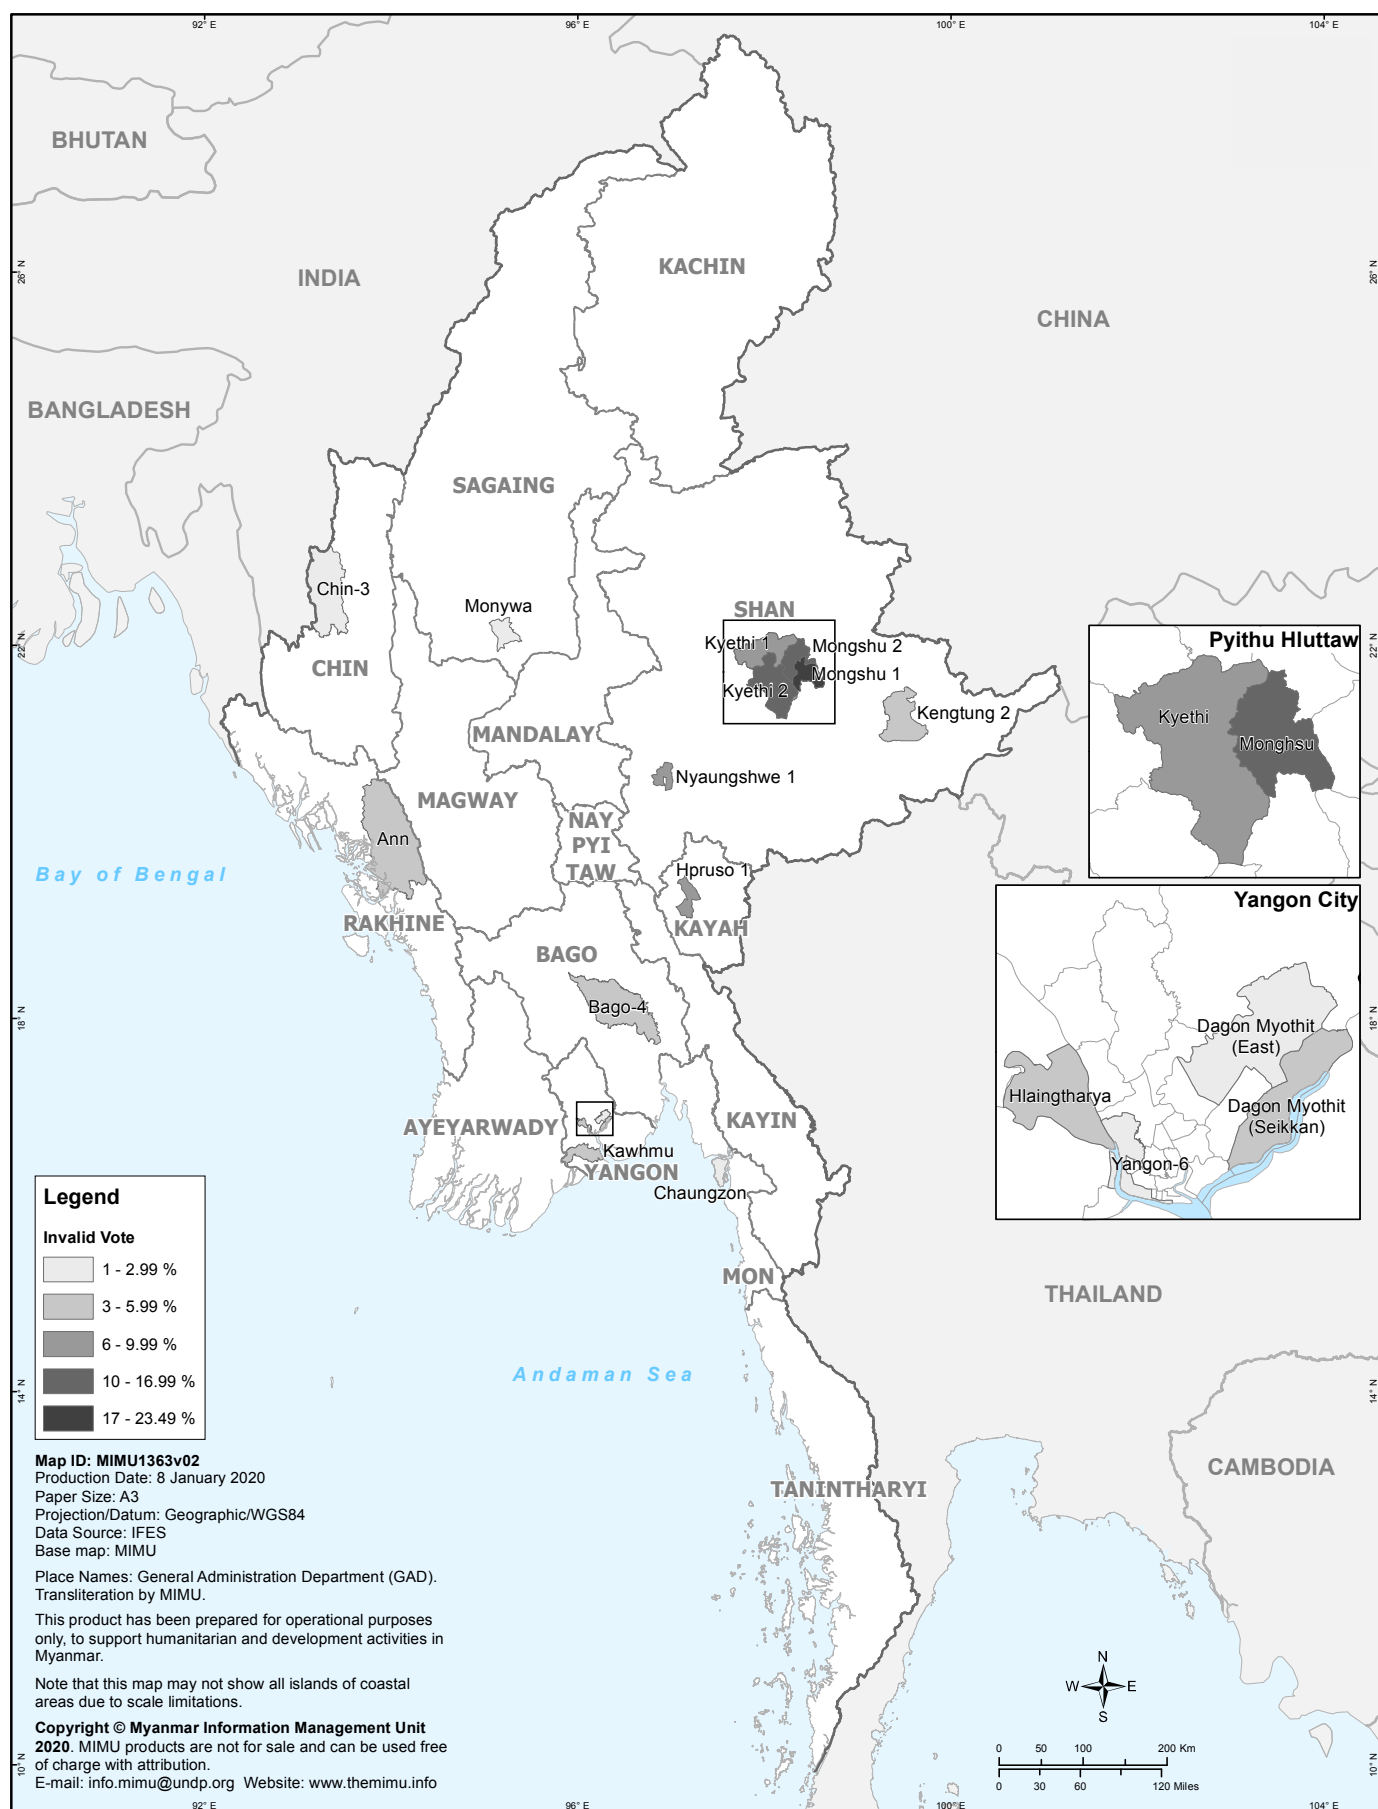 92° E
96° E
100° E
104° E
BHUTAN
INDIA
KACHIN
CHINA
26° N
26° N
BANGLADESH
SAGAING
Chin-3
Monywa
SHAN
CHIN
22° N
22° N
Kyethi 1
Mongshu 2
Mongshu 1
Kyethi 2
Kengtung 2
Pyithu Hluttaw
Kyethi
Monghsu
MANDALAY
Nyaungshwe 1
MAGWAY
NAY
PYI
TAW
Ann
Bay of Bengal
Hpruso 1
RAKHINE
KAYAH
BAGO
Bago-4
18° N
18° N
Yangon City
Dagon Myothit
(East)
Hlaingtharya
Dagon Myothit
(Seikkan)
Yangon-6
AYEYARWADY
KAYIN
Kawhmu
YANGON
Chaungzon
MON
THAILAND
Andaman Sea
14° N
14° N
TANINTHARYI
CAMBODIA
Legend
Invalid Vote
1 - 2.99 %
3 - 5.99 %
6 - 9.99 %
10 - 16.99 %
17 - 23.49 %
Map ID: MIMU1363v02
Production Date: 8 January 2020
Paper Size: A3
Projection/Datum: Geographic/WGS84
Data Source: IFES
Base map: MIMU
Place Names: General Administration Department (GAD).
Transliteration by MIMU.
This product has been prepared for operational purposes
only, to support humanitarian and development activities in
Myanmar.
Note that this map may not show all islands of coastal
areas due to scale limitations.
Copyright © Myanmar Information Management Unit
2020. MIMU products are not for sale and can be used free
of charge with attribution.
E-mail: info.mimu@undp.org Website: www.themimu.info
N
W E
S
0 50 100 200 Km
0 30 60 120 Miles
10° N
10° N
92° E
96° E
100° E
104° E